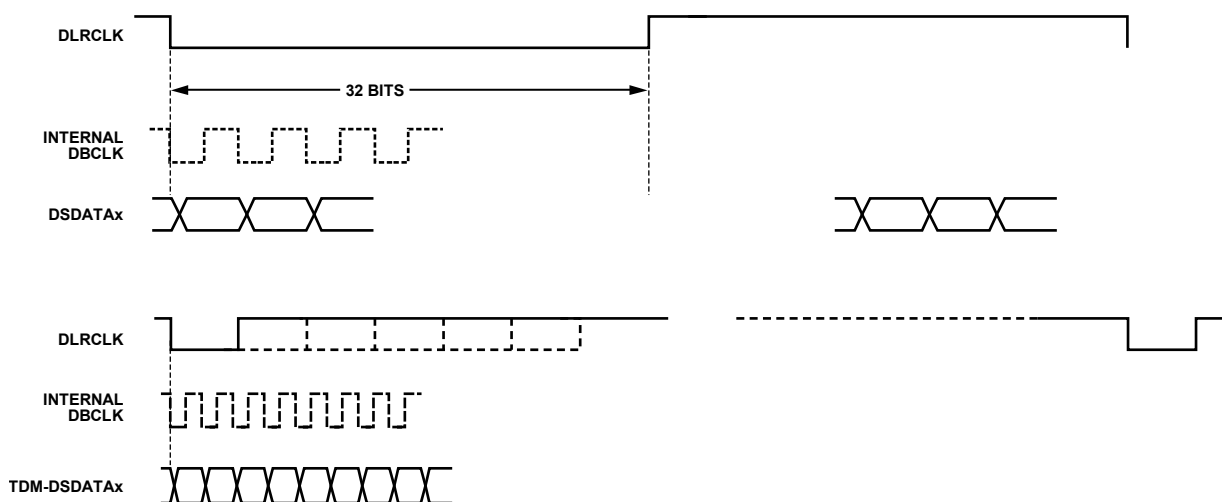 DLRCLK
32 BITS
INTERNAL
DBCLK
DSDATAx
DLRCLK
INTERNAL
DBCLK
TDM-DSDATAx